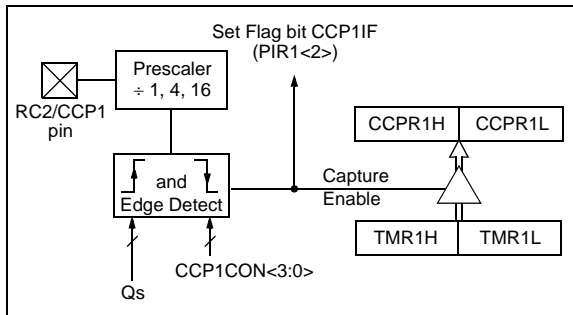 Set Flag bit CCP1IF
(PIR1<2>)
Prescaler
÷ 1, 4, 16
RC2/CCP1
pin
CCPR1H
CCPR1L
and
Edge Detect
Capture
Enable
TMR1H
TMR1L
CCP1CON<3:0>
Qs